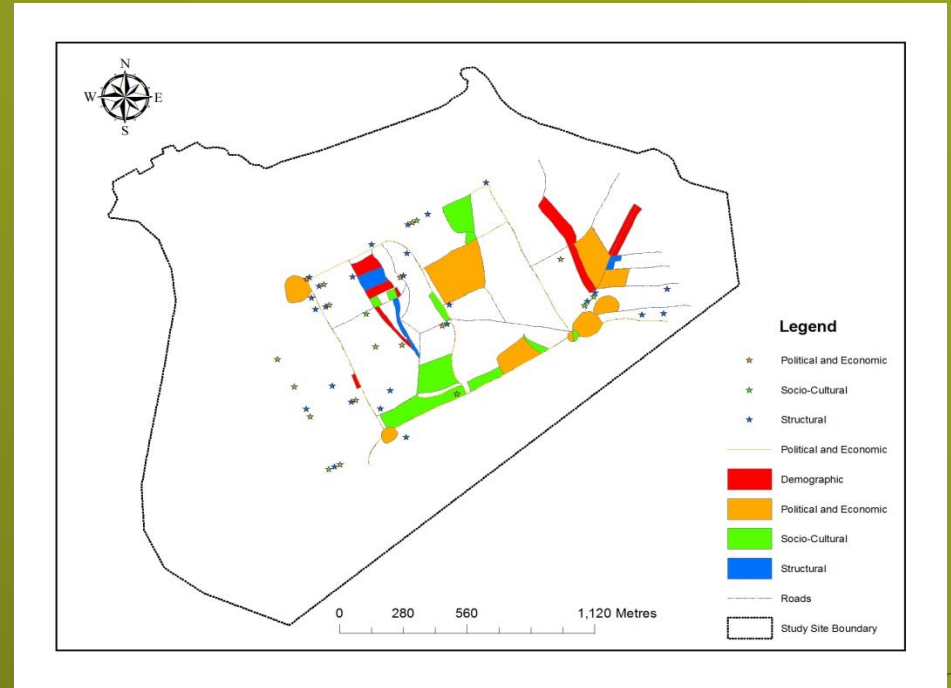 N
W E
S
Legend
Political and Economic
Socio-Cultural
Structural
Political and Economic
Demographic
Political and Economic
Socio-Cultural
Structural
Roads
Study Site Boundary
0 280 560 1,120 Metres